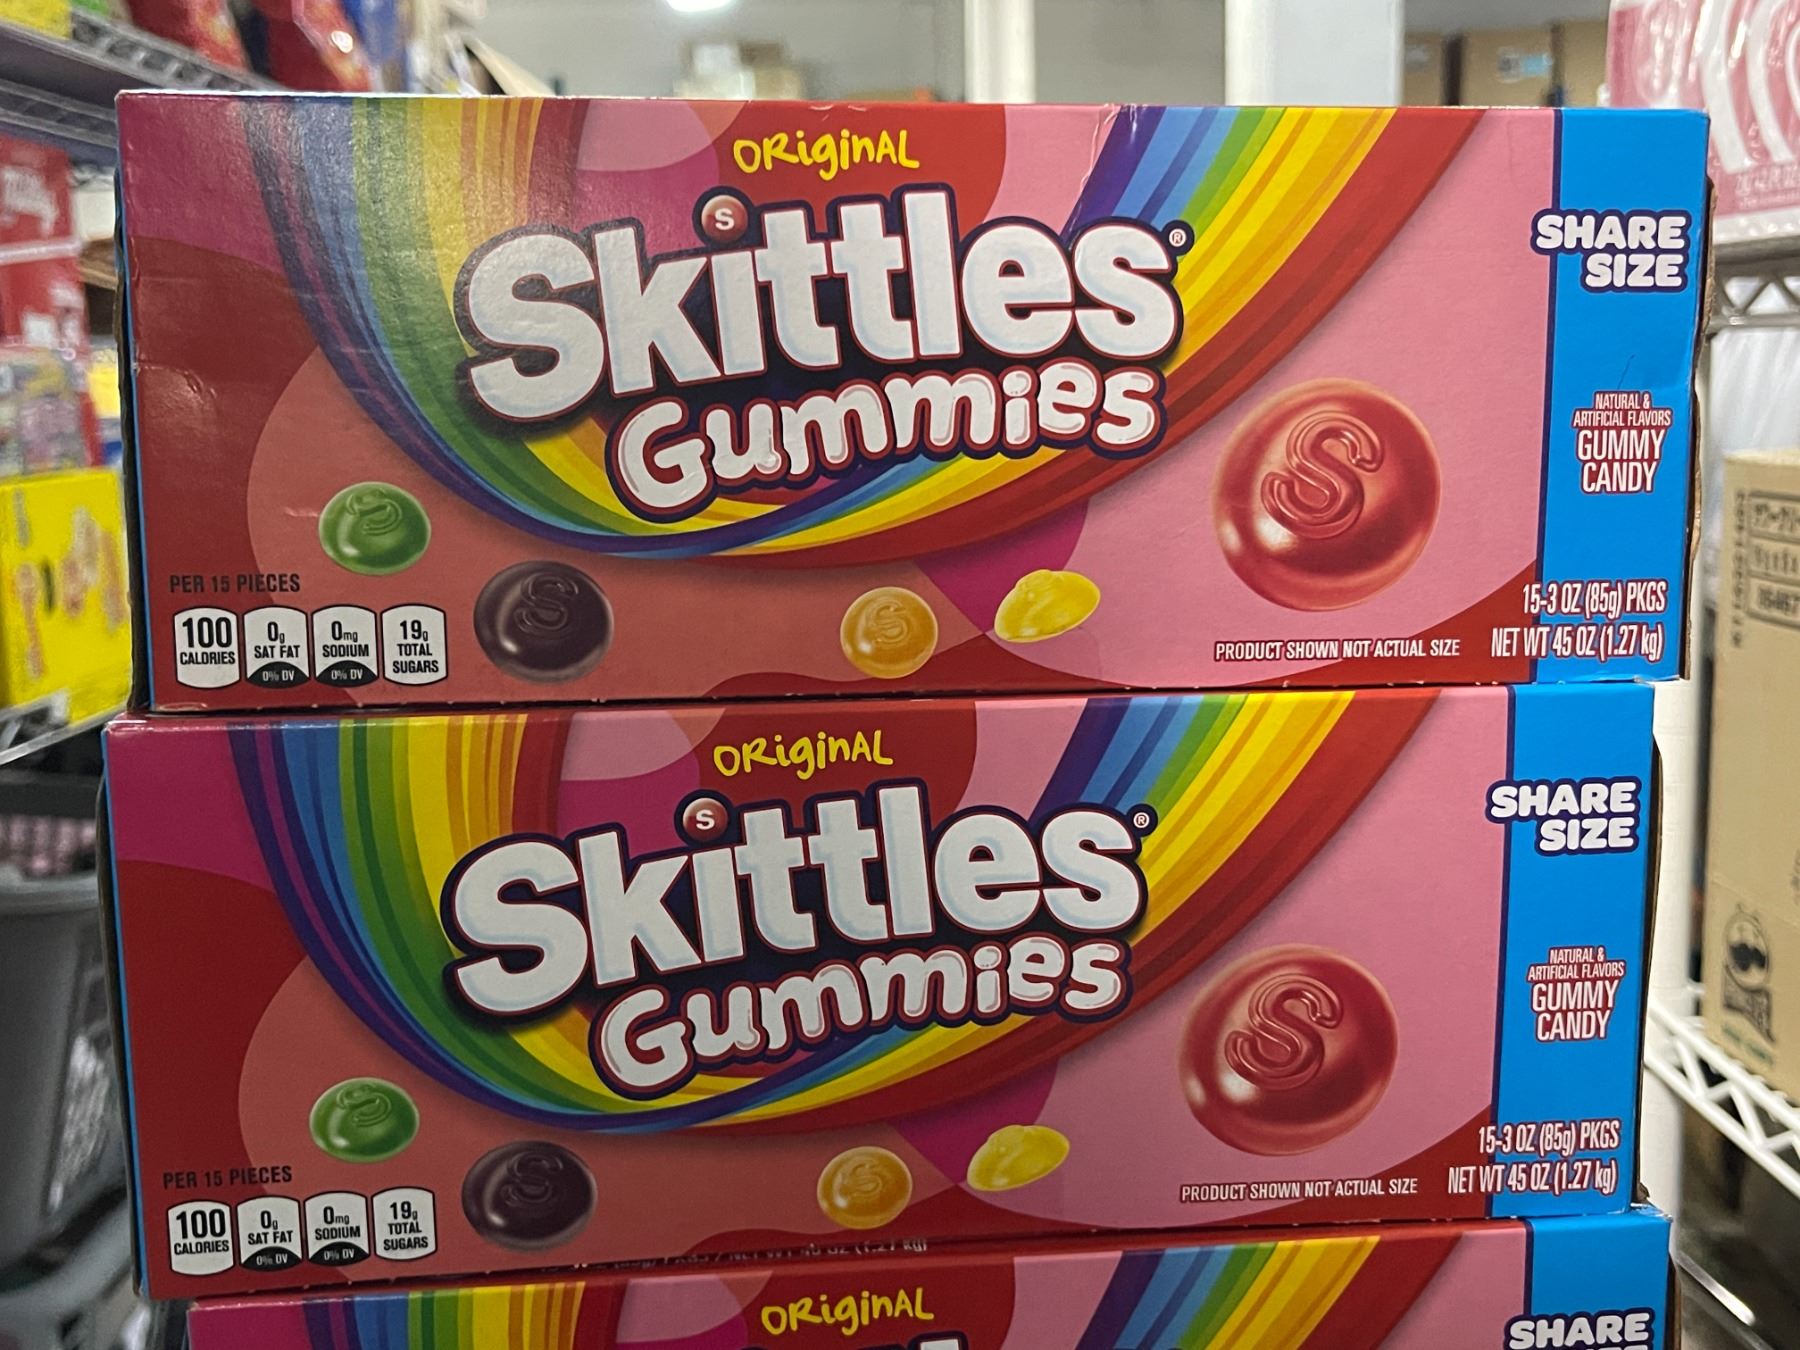 ORiginAL
S
Skittles®
Gummies
SHARE
SIZE
NATURAL &
ARTIFICIAL FLAVORS
GUMMY
CANDY
S
S
S
S
PER 15 PIECES
100
CALORIES
0g
SAT FAT
0% DV
0mg
SODIUM
0% DV
19g
TOTAL
SUGARS
PRODUCT SHOWN NOT ACTUAL SIZE
15-3 OZ (85g) PKGS
NET WT 45 OZ (1.27 kg)
ORiginAL
S
Skittles®
Gummies
SHARE
SIZE
NATURAL &
ARTIFICIAL FLAVORS
GUMMY
CANDY
S
S
S
S
PER 15 PIECES
100
CALORIES
0g
SAT FAT
0% DV
0mg
SODIUM
0% DV
19g
TOTAL
SUGARS
PRODUCT SHOWN NOT ACTUAL SIZE
15-3 OZ (85g) PKGS
NET WT 45 OZ (1.27 kg)
ORiginAL
SHARE